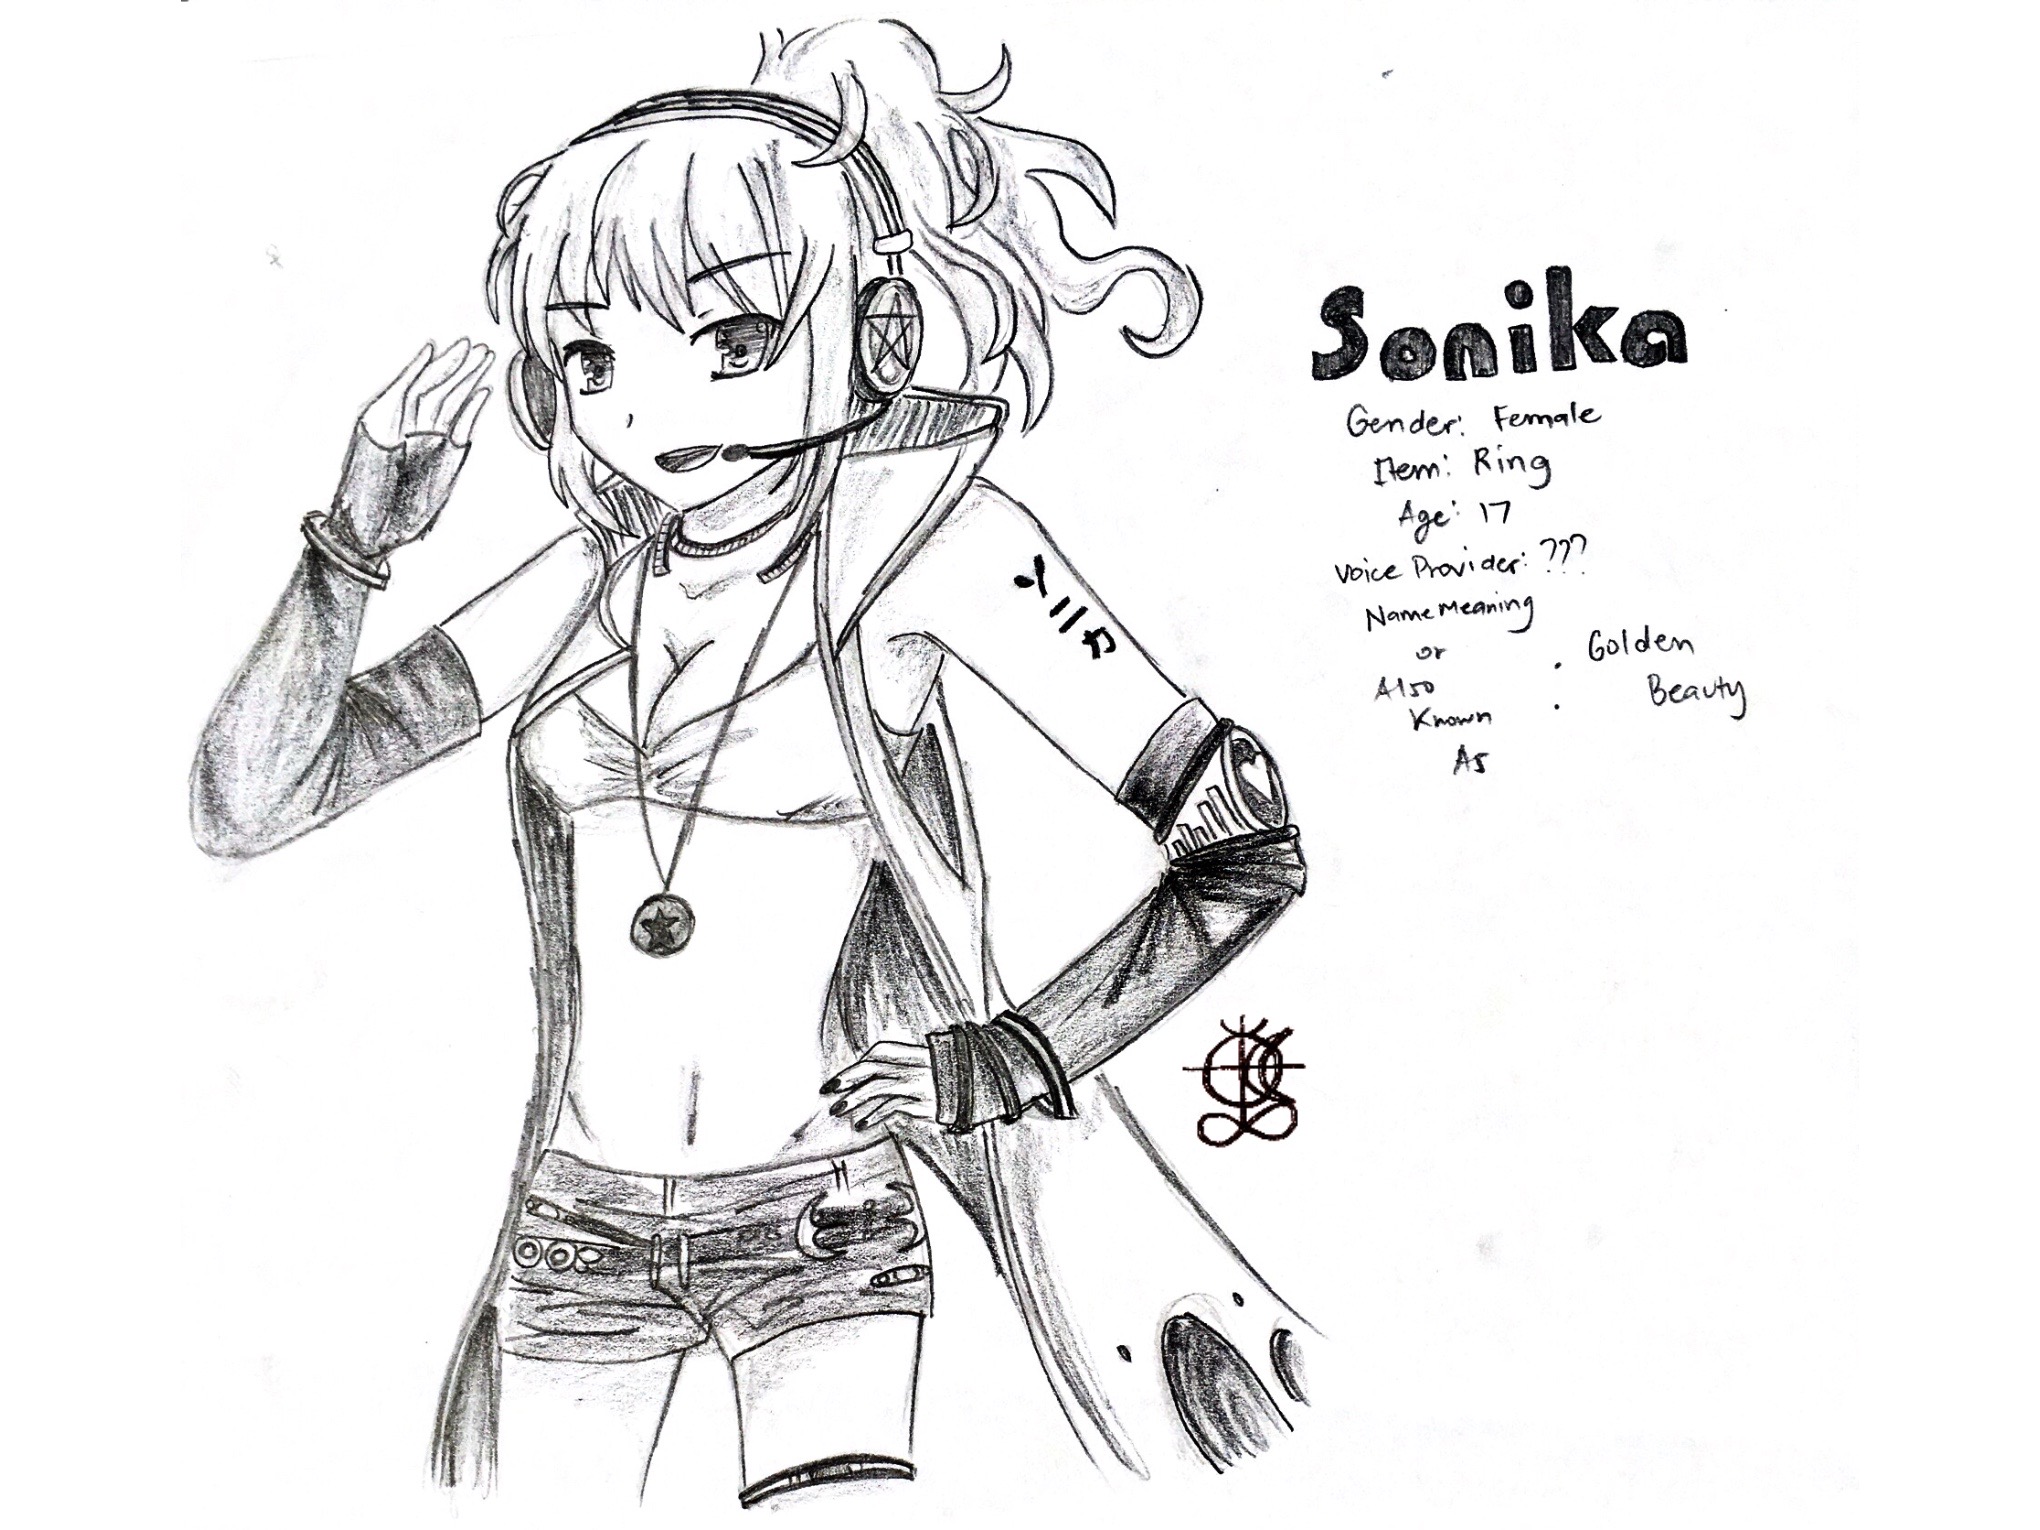 Sonika
Gender: Female
Item: Ring
Age: 17
Voice Provider: ???
Name Meaning
or
Also
Known
As
: Golden
Beauty
ソニカ